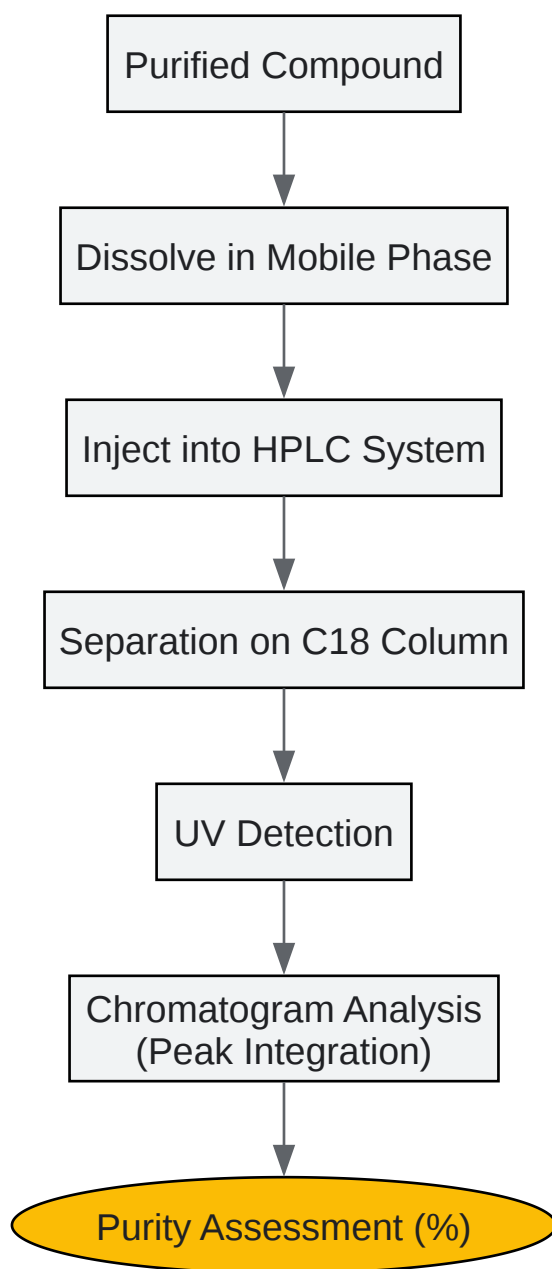 Purified Compound
Dissolve in Mobile Phase
Inject into HPLC System
Separation on C18 Column
UV Detection
Chromatogram Analysis
(Peak Integration)
Purity Assessment (%)